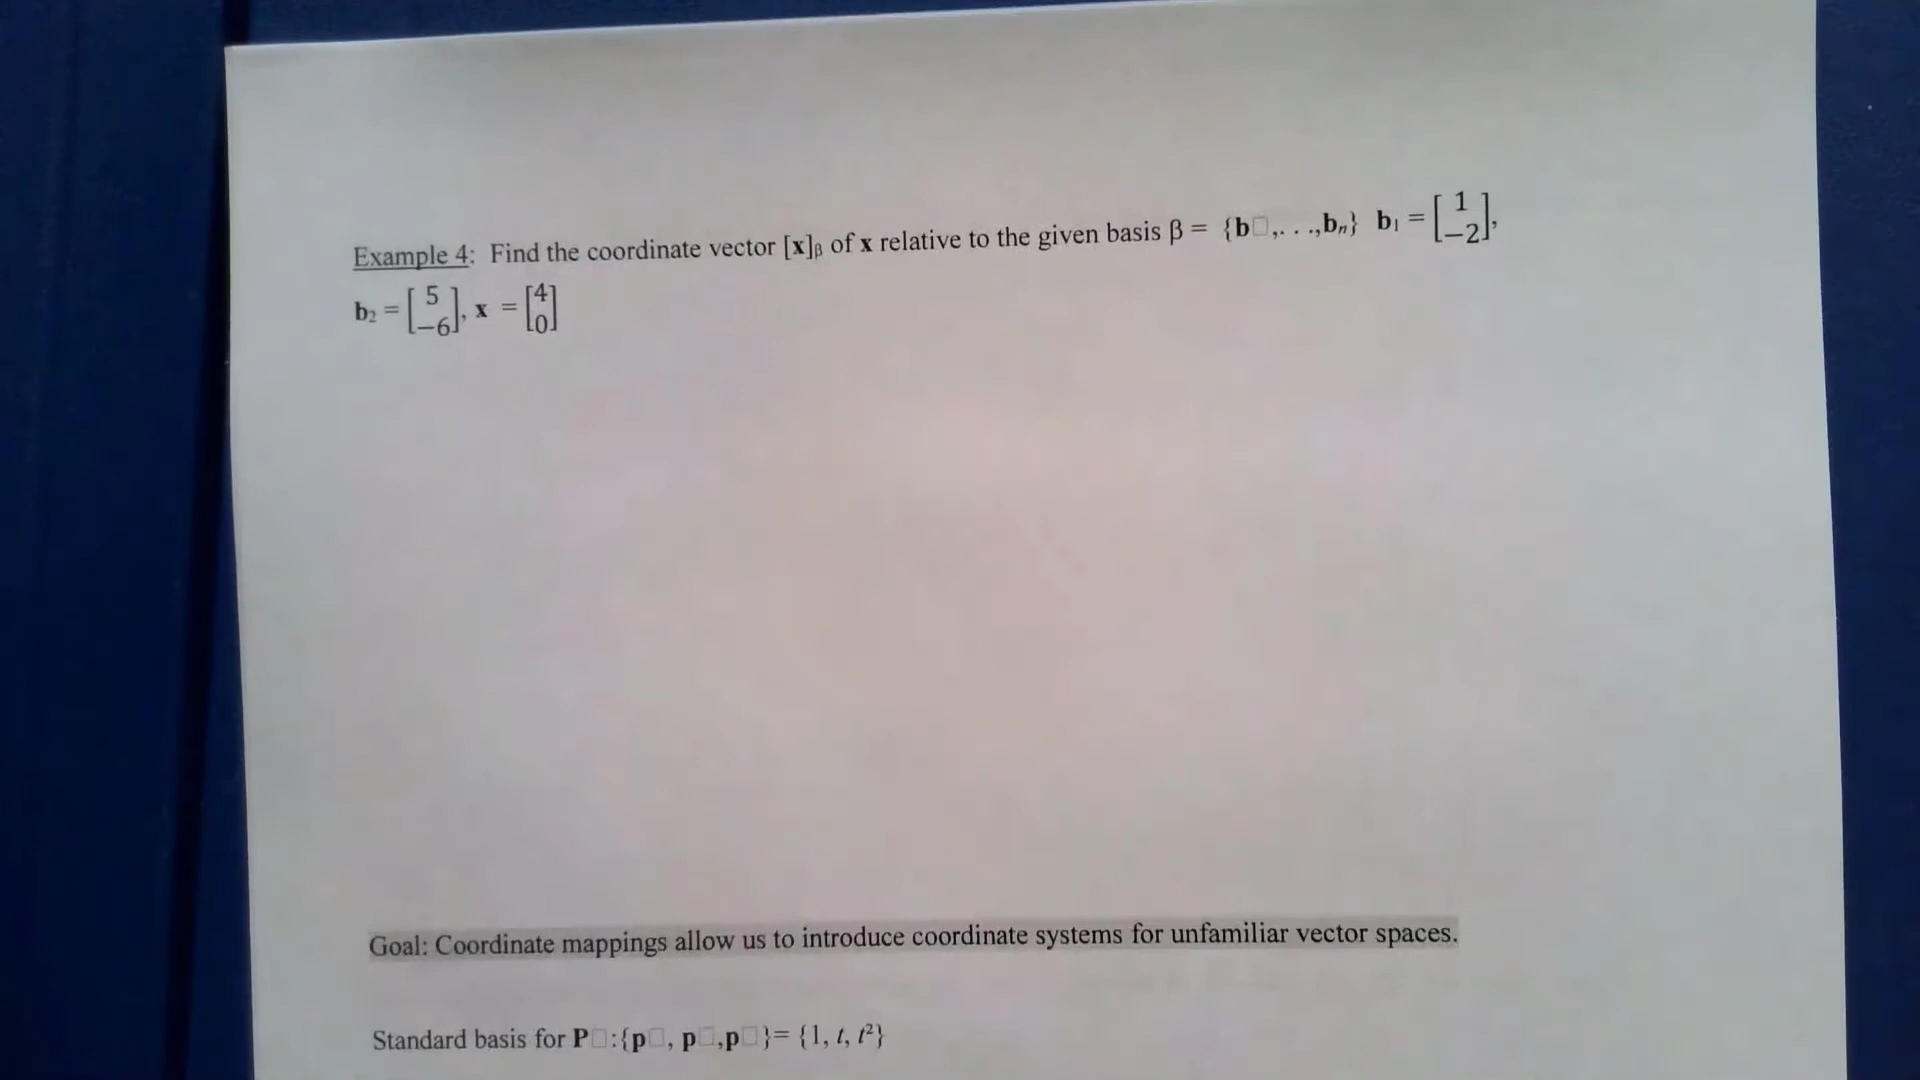 Example 4: Find the coordinate vector [x]β of x relative to the given basis β = {b□,. . .,bₙ} b₁ = [1 −2],
b₂ = [5 −6], x = [4 0]
Goal: Coordinate mappings allow us to introduce coordinate systems for unfamiliar vector spaces.
Standard basis for P□:{p□, p□,p□}= {1, t, t²}